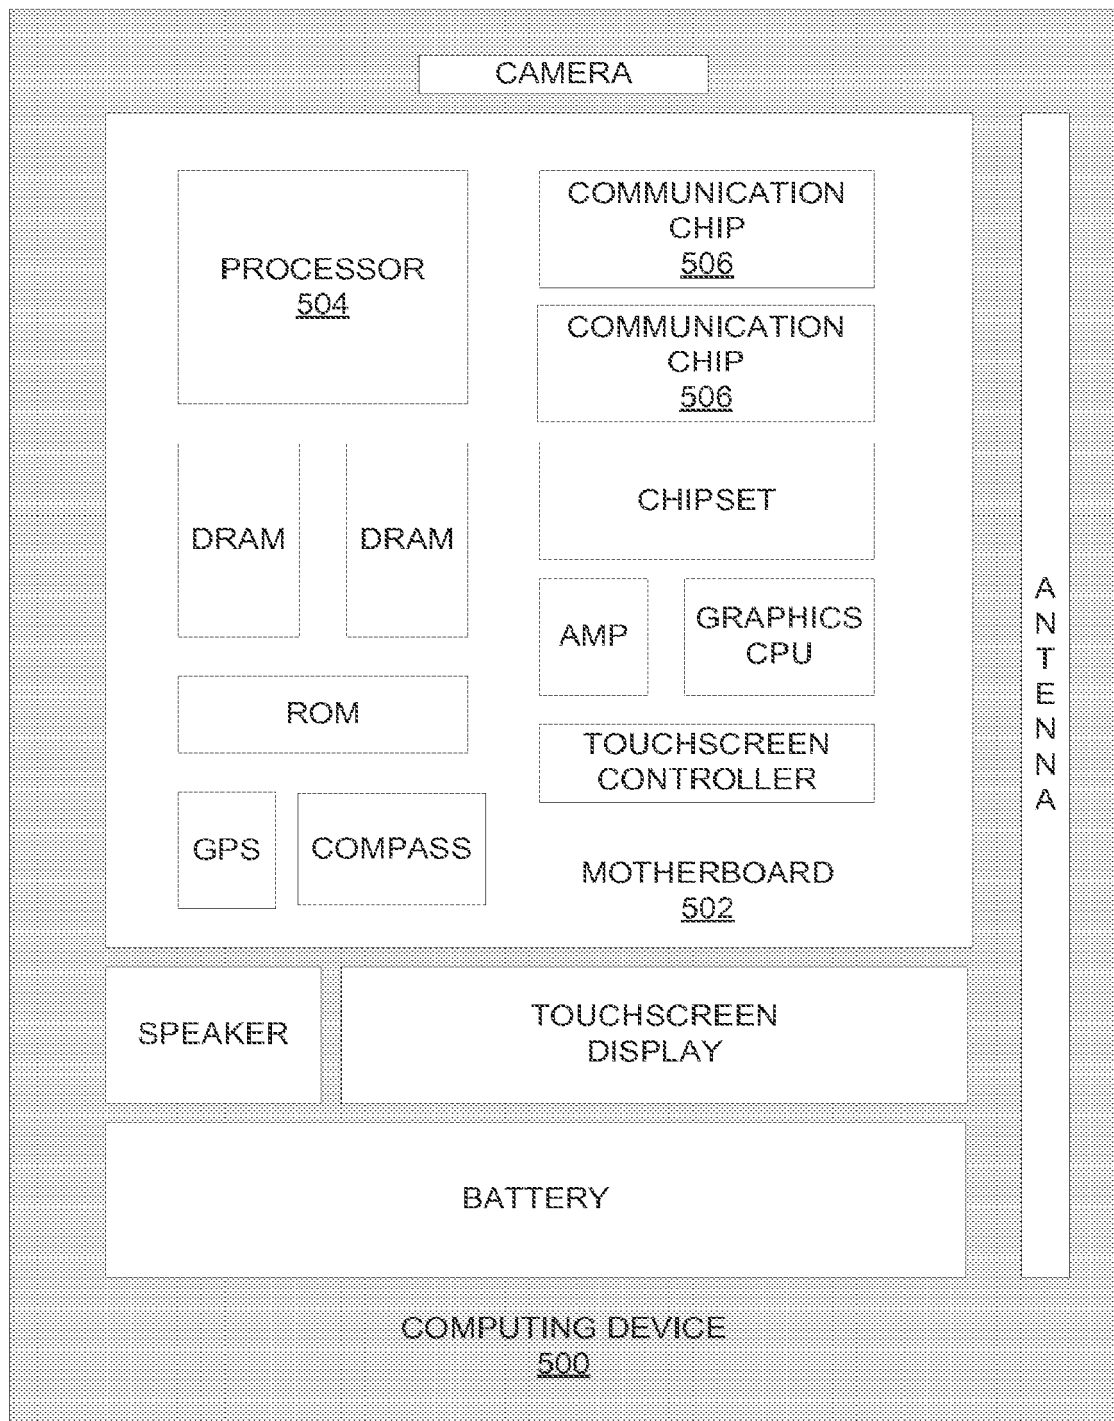 CAMERA
PROCESSOR
504
COMMUNICATION
CHIP
506
COMMUNICATION
CHIP
506
DRAM
DRAM
CHIPSET
AMP
GRAPHICS
CPU
ROM
TOUCHSCREEN
CONTROLLER
GPS
COMPASS
MOTHERBOARD
502
ANTENNA
SPEAKER
TOUCHSCREEN
DISPLAY
BATTERY
COMPUTING DEVICE
500